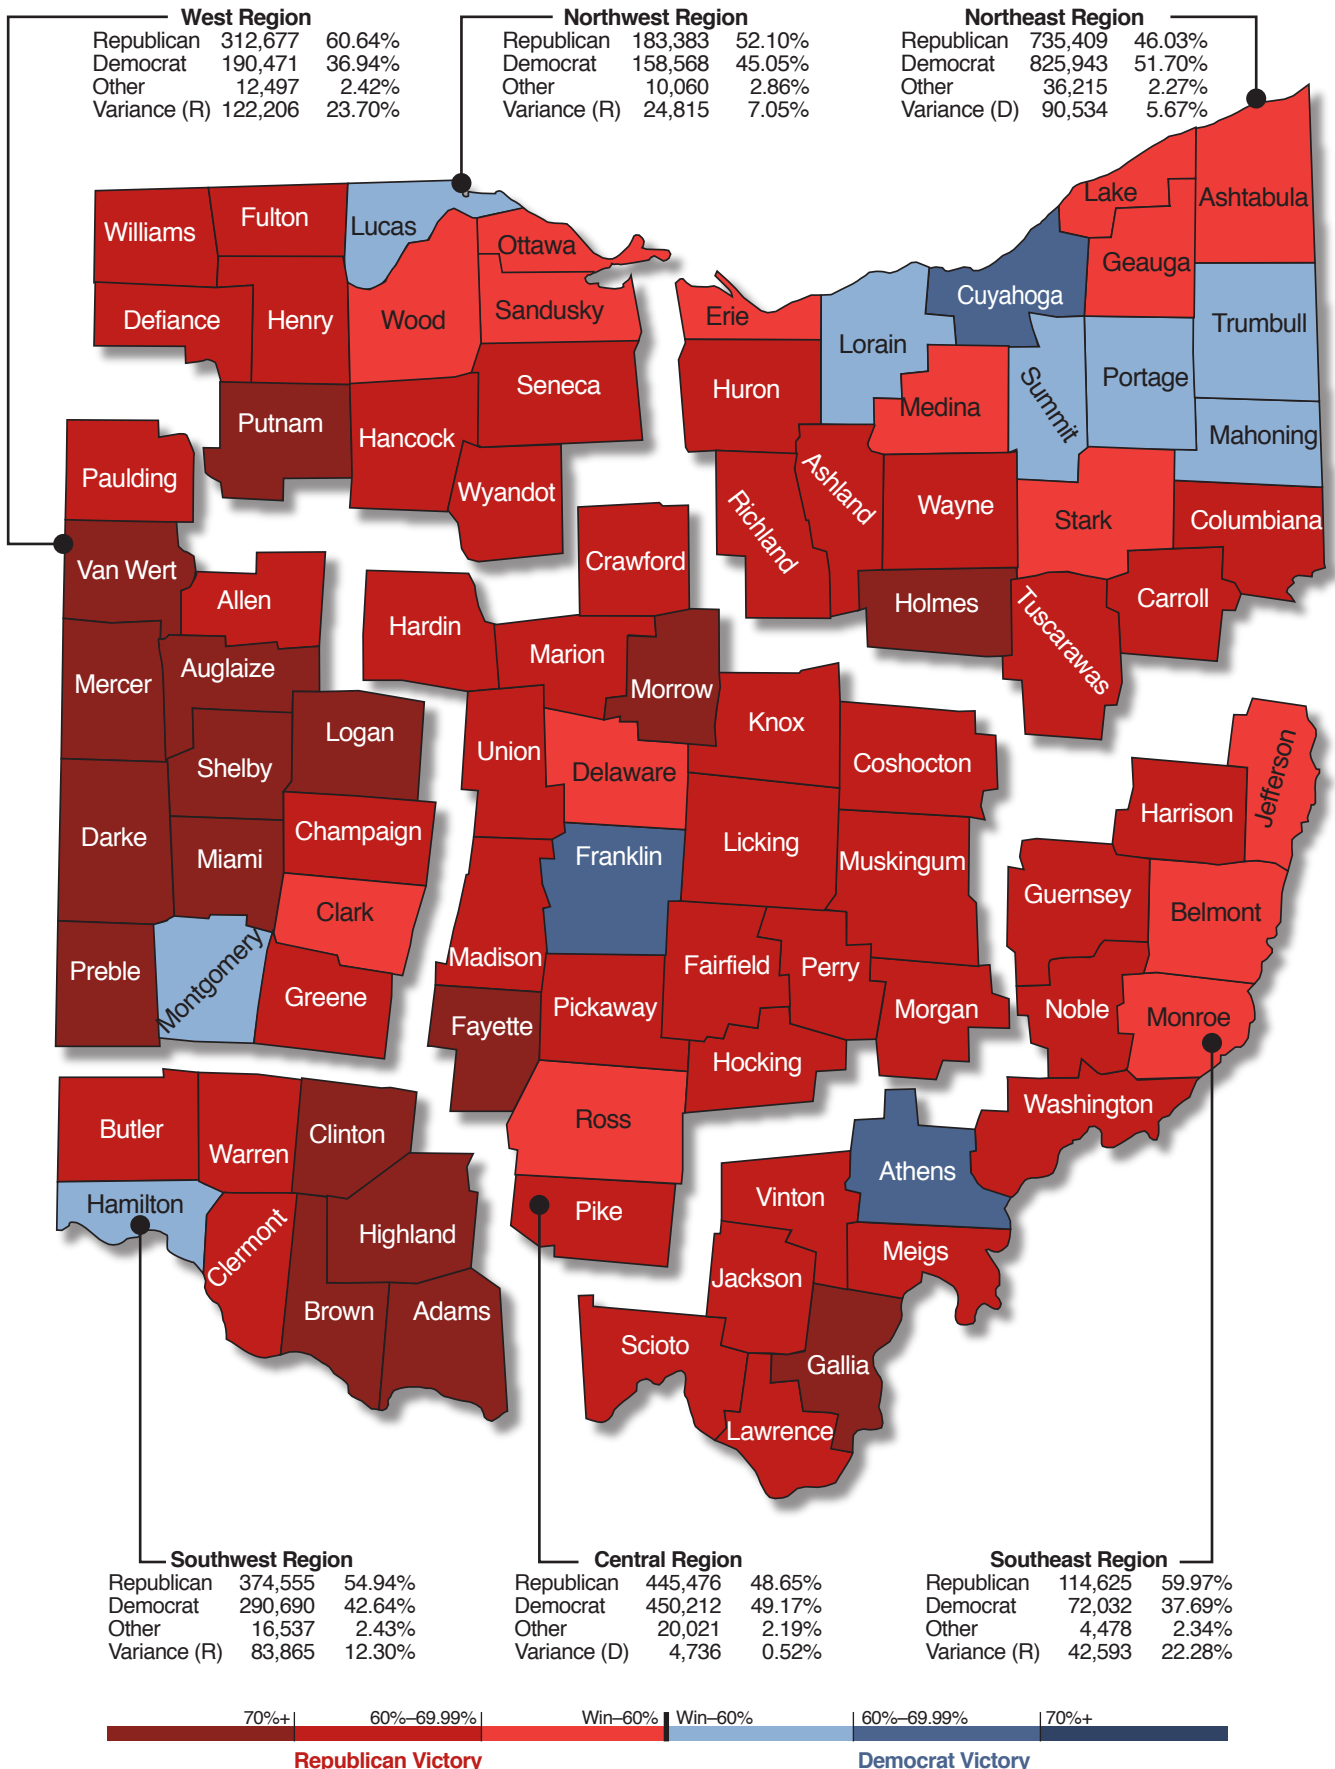 West Region
Republican 312,677 60.64%
Democrat 190,471 36.94%
Other 12,497 2.42%
Variance (R) 122,206 23.70%
Northwest Region
Republican 183,383 52.10%
Democrat 158,568 45.05%
Other 10,060 2.86%
Variance (R) 24,815 7.05%
Northeast Region
Republican 735,409 46.03%
Democrat 825,943 51.70%
Other 36,215 2.27%
Variance (D) 90,534 5.67%
Williams
Fulton
Lucas
Ottawa
Defiance
Henry
Wood
Sandusky
Putnam
Hancock
Seneca
Wyandot
Lake
Ashtabula
Geauga
Cuyahoga
Erie
Lorain
Trumbull
Huron
Medina
Summit
Portage
Mahoning
Richland
Ashland
Wayne
Stark
Columbiana
Holmes
Tuscarawas
Carroll
Paulding
Van Wert
Allen
Mercer
Auglaize
Logan
Shelby
Darke
Miami
Champaign
Clark
Preble
Montgomery
Greene
Crawford
Hardin
Marion
Morrow
Knox
Union
Delaware
Coshocton
Franklin
Licking
Muskingum
Madison
Fairfield
Perry
Fayette
Pickaway
Morgan
Hocking
Ross
Pike
Jefferson
Harrison
Guernsey
Belmont
Noble
Monroe
Washington
Athens
Vinton
Meigs
Jackson
Gallia
Scioto
Lawrence
Butler
Warren
Clinton
Hamilton
Clermont
Highland
Brown
Adams
Southwest Region
Republican 374,555 54.94%
Democrat 290,690 42.64%
Other 16,537 2.43%
Variance (R) 83,865 12.30%
Central Region
Republican 445,476 48.65%
Democrat 450,212 49.17%
Other 20,021 2.19%
Variance (D) 4,736 0.52%
Southeast Region
Republican 114,625 59.97%
Democrat 72,032 37.69%
Other 4,478 2.34%
Variance (R) 42,593 22.28%
70%+ 60%–69.99% Win–60% Win–60% 60%–69.99% 70%+
Republican Victory Democrat Victory